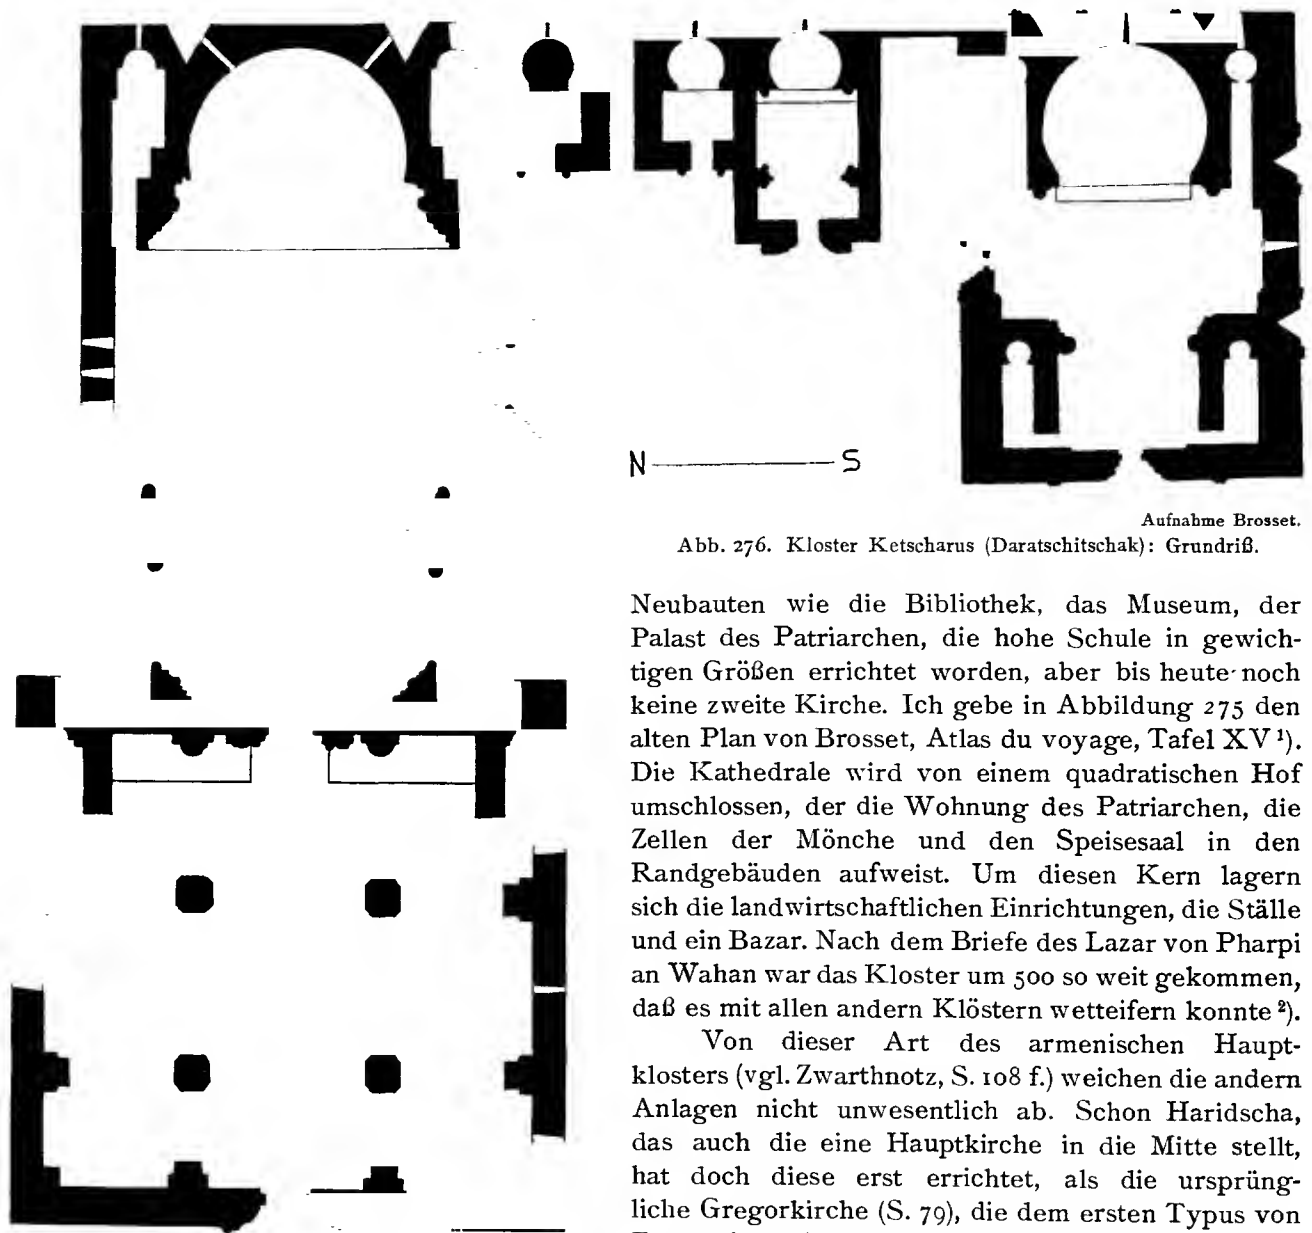 N S
Aufnahme Brosset.
Abb. 276. Kloster Ketscharus (Daratschitschak): Grundriß.
Neubauten wie die Bibliothek, das Museum, der
Palast des Patriarchen, die hohe Schule in gewich-
tigen Größen errichtet worden, aber bis heute noch
keine zweite Kirche. Ich gebe in Abbildung 275 den
alten Plan von Brosset, Atlas du voyage, Tafel XV ¹).
Die Kathedrale wird von einem quadratischen Hof
umschlossen, der die Wohnung des Patriarchen, die
Zellen der Mönche und den Speisesaal in den
Randgebäuden aufweist. Um diesen Kern lagern
sich die landwirtschaftlichen Einrichtungen, die Ställe
und ein Bazar. Nach dem Briefe des Lazar von Pharpi
an Wahan war das Kloster um 500 so weit gekommen,
daß es mit allen andern Klöstern wetteifern konnte ²).
Von dieser Art des armenischen Haupt-
klosters (vgl. Zwarthnotz, S. 108 f.) weichen die andern
Anlagen nicht unwesentlich ab. Schon Haridscha,
das auch die eine Hauptkirche in die Mitte stellt,
hat doch diese erst errichtet, als die ursprüng-
liche Gregorkirche (S. 79), die dem ersten Typus von